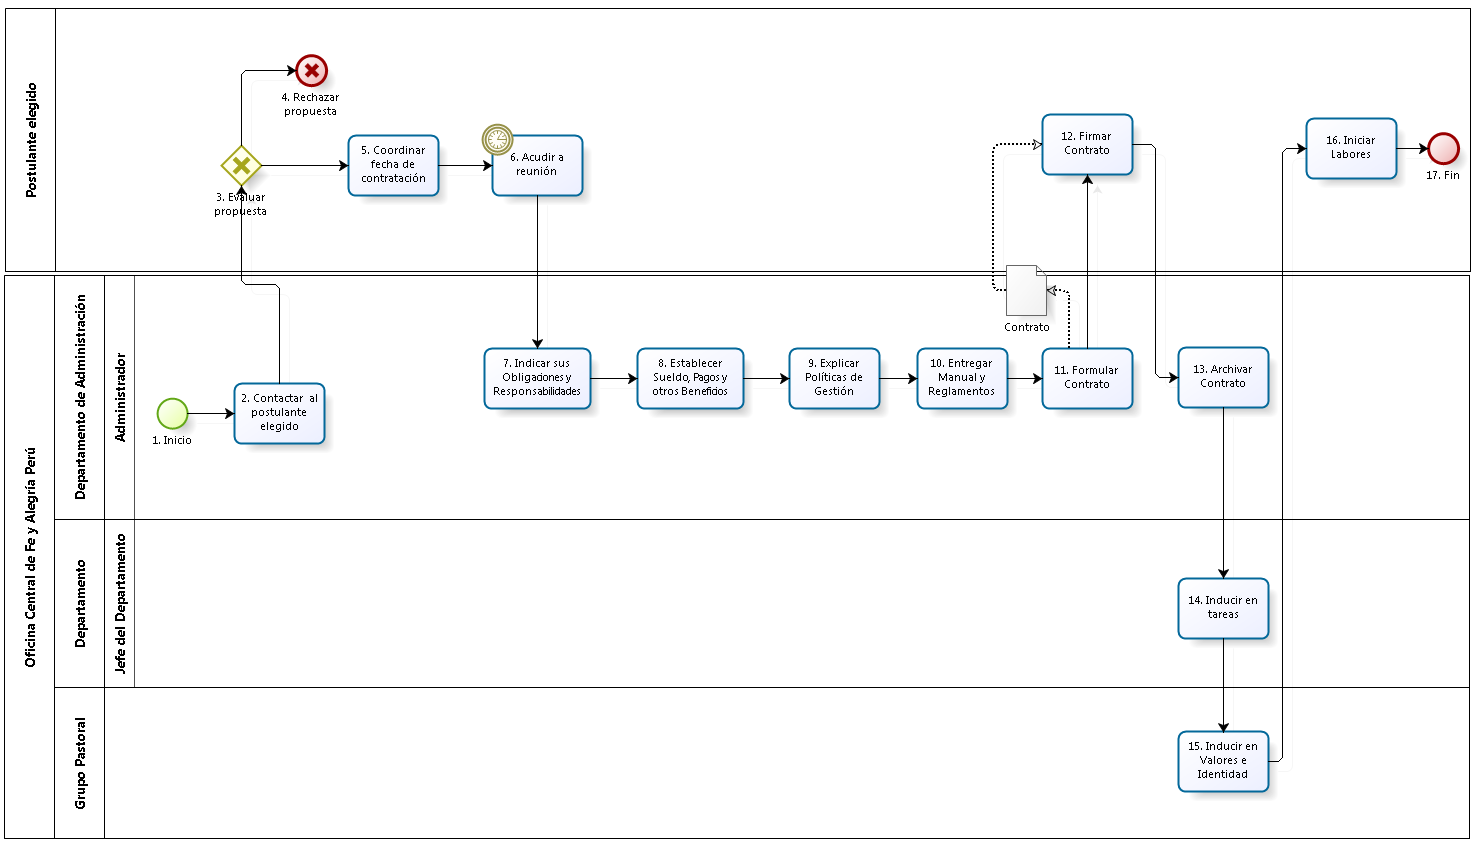 Postulante elegido
4. Rechazar
propuesta
3. Evaluar
propuesta
5. Coordinar
fecha de
contratación
6. Acudir a
reunión
12. Firmar
Contrato
16. Iniciar
Labores
17. Fin
Oficina Central de Fe y Alegría Perú
Departamento de Administración
Administrador
1. Inicio
2. Contactar al
postulante
elegido
7. Indicar sus
Obligaciones y
Responsabilidades
8. Establecer
Sueldo, Pagos y
otros Beneficios
9. Explicar
Políticas de
Gestión
10. Entregar
Manual y
Reglamentos
Contrato
11. Formular
Contrato
13. Archivar
Contrato
Departamento
Jefe del Departamento
14. Inducir en
tareas
Grupo Pastoral
15. Inducir en
Valores e
Identidad